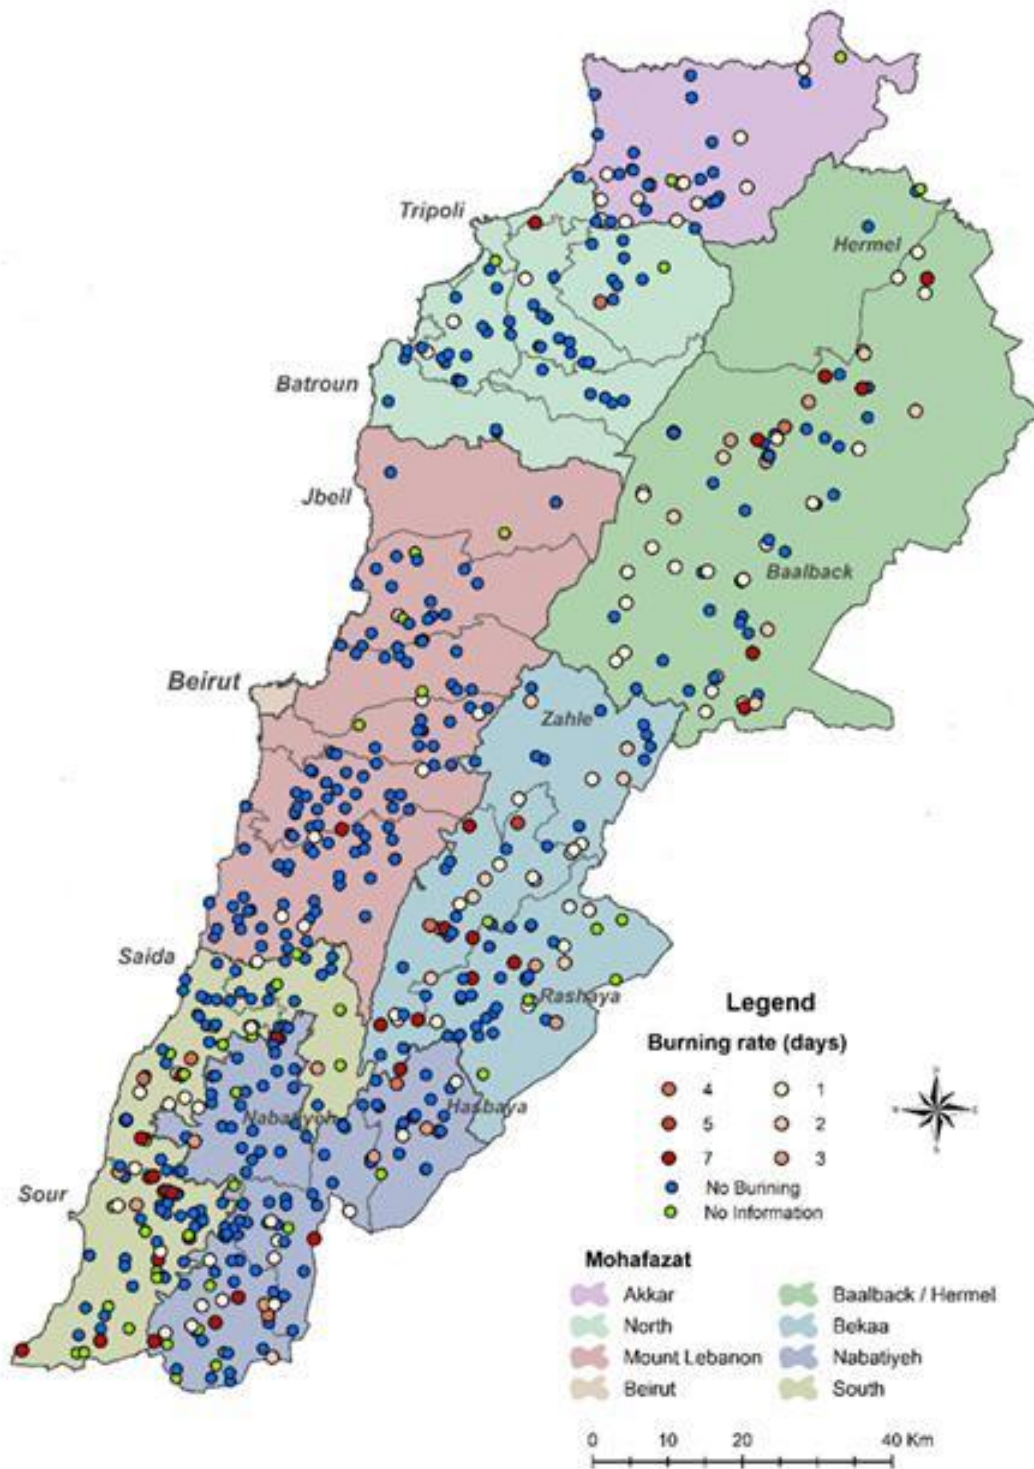 Tripoli
Hermel
Batroun
Jbeil
Baalback
Beirut
Zahle
Saida
Rashaya
Hasbaya
Nabatiyeh
Sour
Legend
Burning rate (days)
4 1
5 2
7 3
No Burning
No Information
Mohafazat
Akkar Baalback / Hermel
North Bekaa
Mount Lebanon Nabatiyeh
Beirut South
0 10 20 40 Km